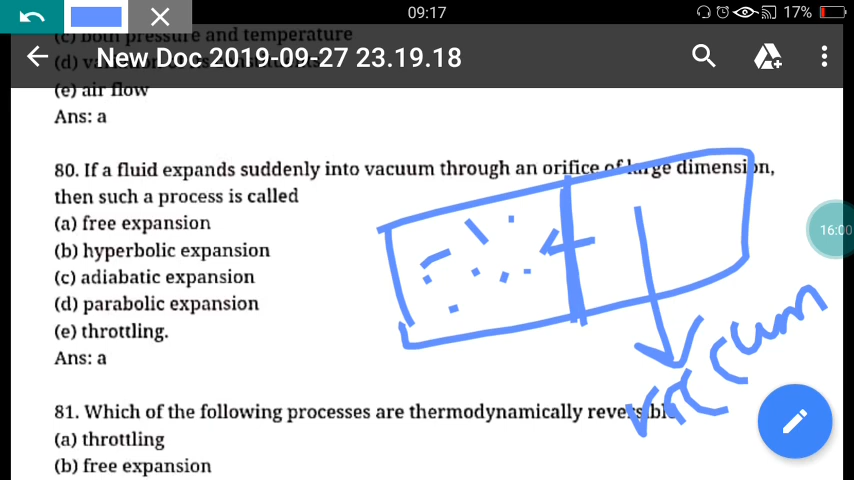 09:17
17%
(c) both pressure and temperature
New Doc 2019-09-27 23.19.18
(d)
(e) air flow
Ans: a
80. If a fluid expands suddenly into vacuum through an orifice of large dimension,
then such a process is called
(a) free expansion
(b) hyperbolic expansion
(c) adiabatic expansion
(d) parabolic expansion
(e) throttling.
Ans: a
16:00
vaccum
81. Which of the following processes are thermodynamically reversible
(a) throttling
(b) free expansion